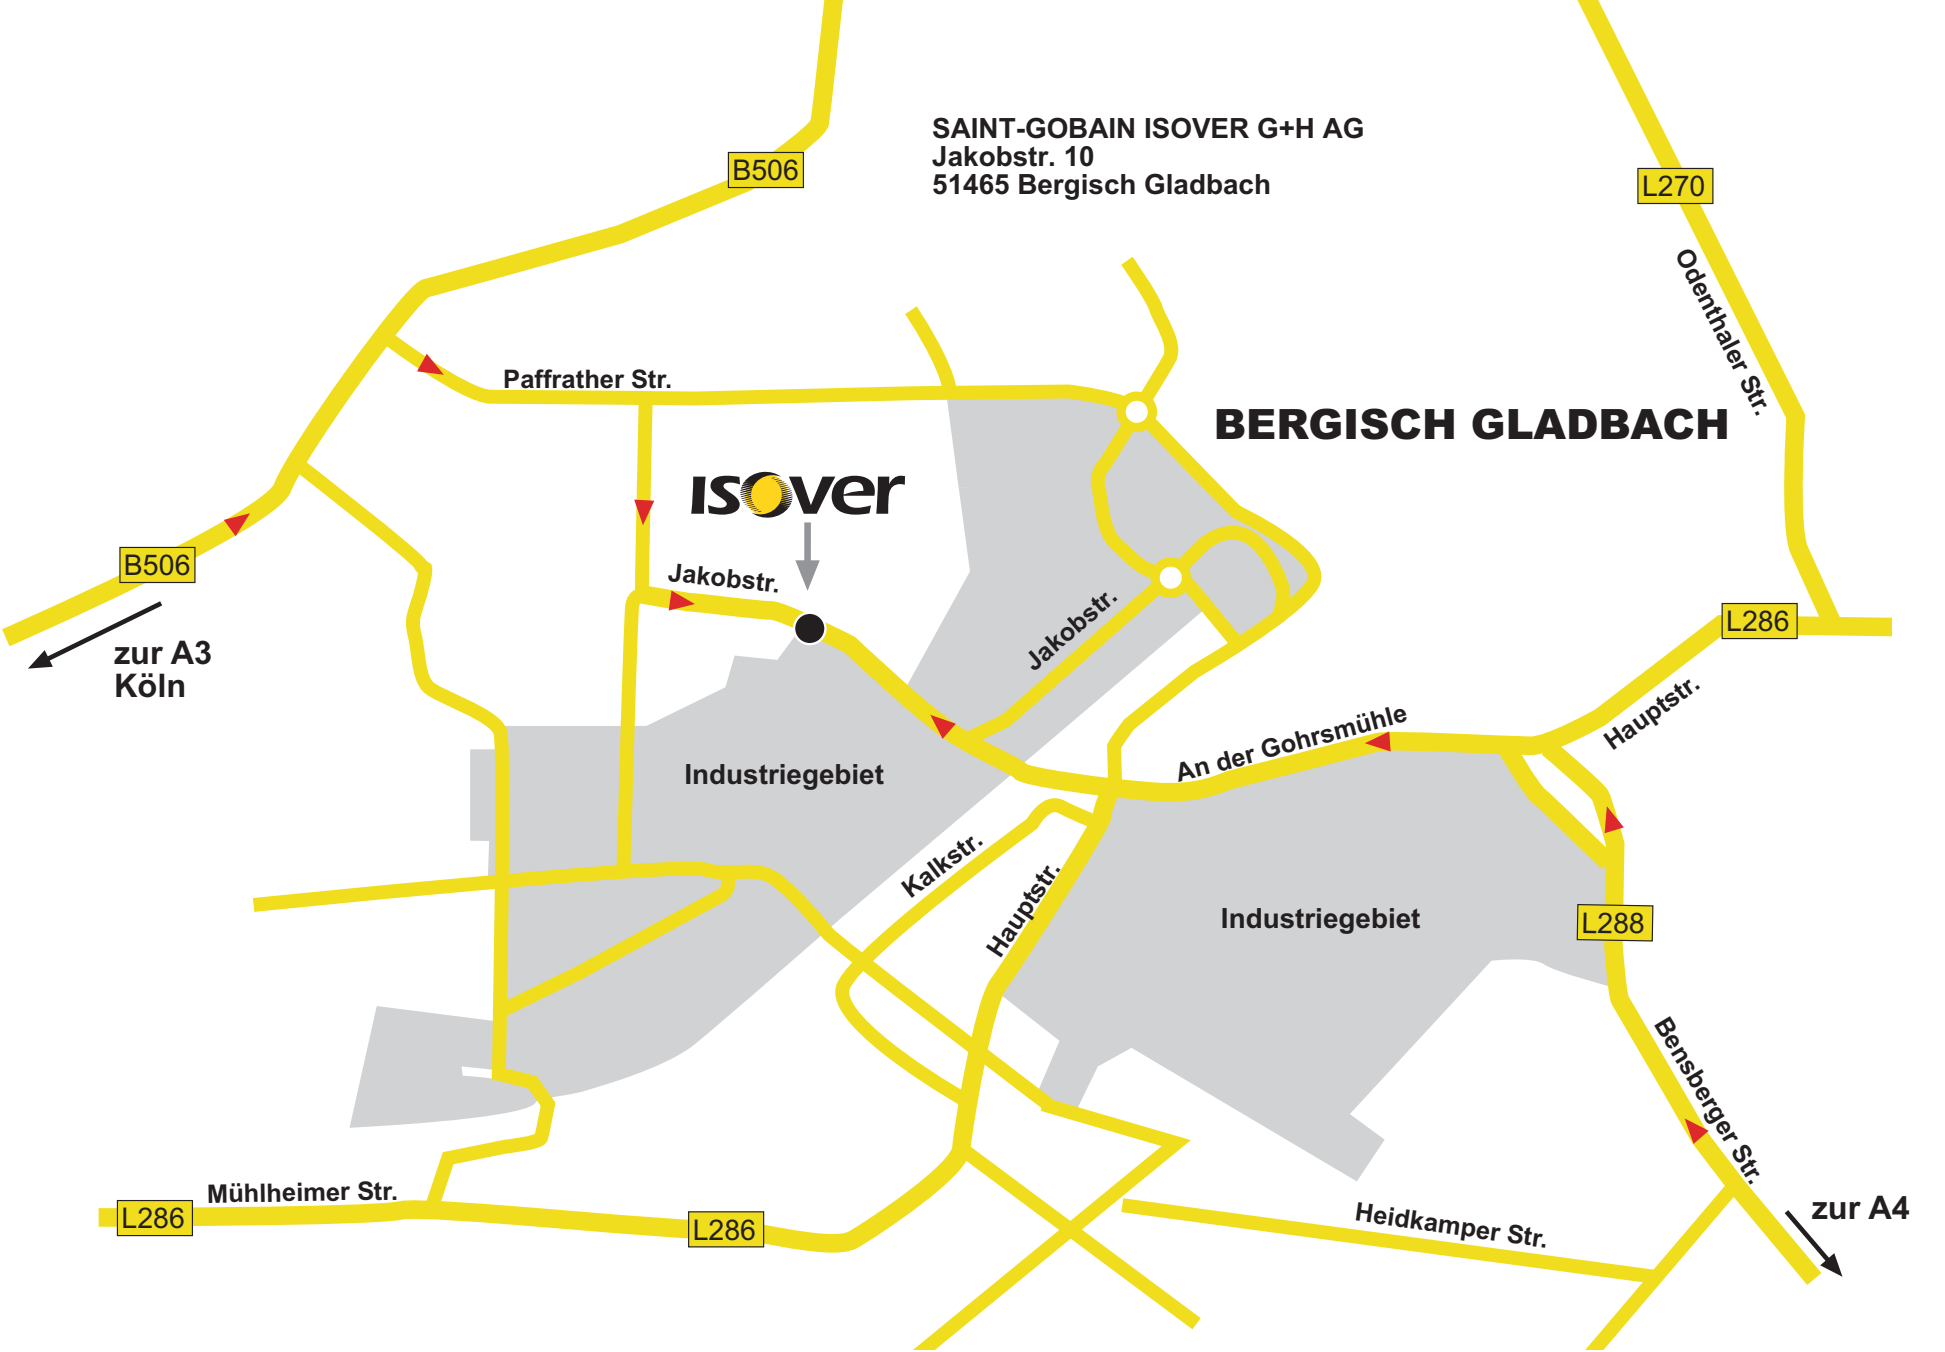 SAINT-GOBAIN ISOVER G+H AG
Jakobstr. 10
51465 Bergisch Gladbach
B506
L270
Odenthaler Str.
Paffrather Str.
BERGISCH GLADBACH
ISOVER
B506
Jakobstr.
Jakobstr.
L286
zur A3
Köln
Hauptstr.
An der Gohrsmühle
Industriegebiet
Kalkstr.
Hauptstr.
Industriegebiet
L288
Bensberger Str.
Mühlheimer Str.
L286
L286
Heidkamper Str.
zur A4